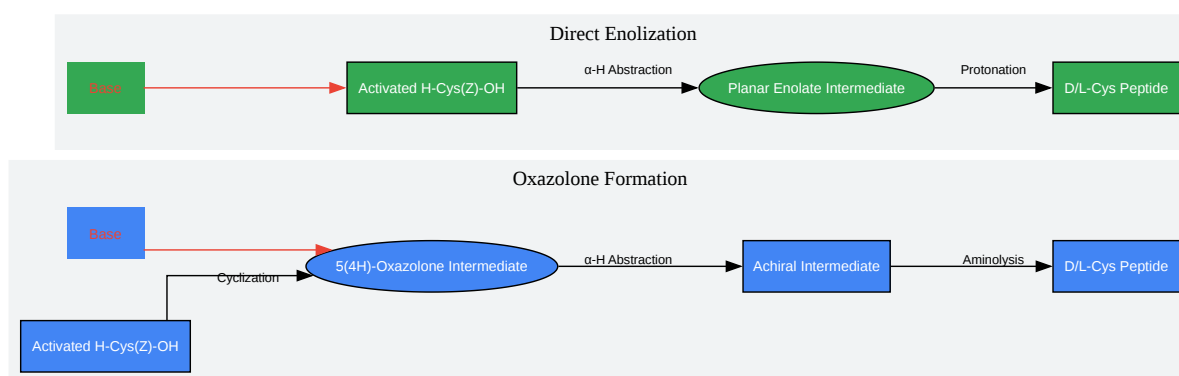 Direct Enolization
Base
Activated H-Cys(Z)-OH
α-H Abstraction
Planar Enolate Intermediate
Protonation
D/L-Cys Peptide
Oxazolone Formation
Base
Cyclization
5(4H)-Oxazolone Intermediate
α-H Abstraction
Achiral Intermediate
Aminolysis
D/L-Cys Peptide
Activated H-Cys(Z)-OH